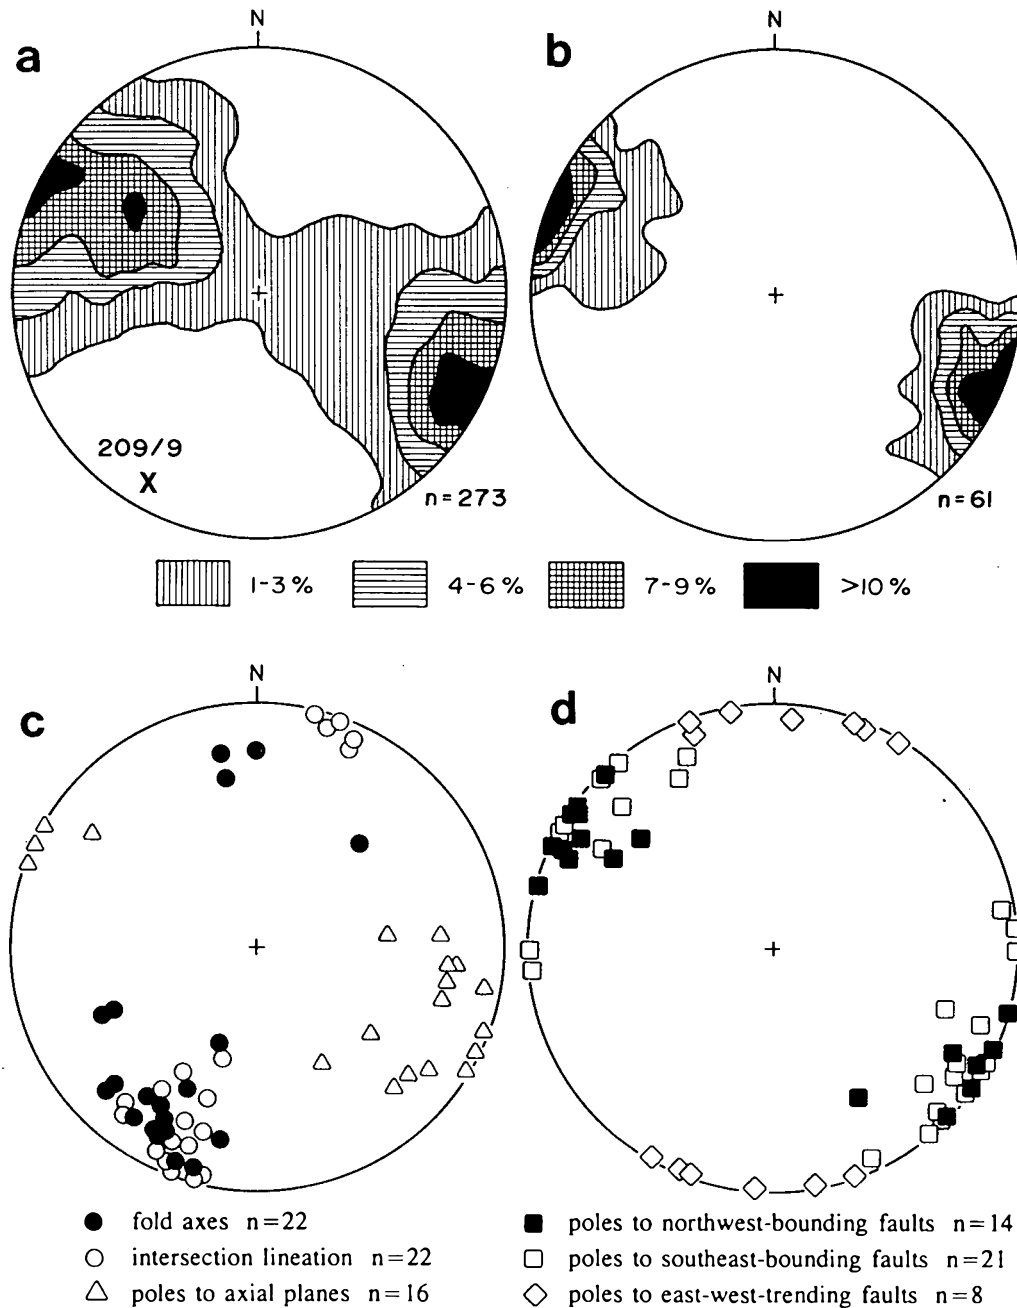 N
N
a
b
209/9
X
n=273
n=61
1-3 %
4-6 %
7-9 %
>10 %
N
N
c
d
fold axes n=22
intersection lineation n=22
poles to axial planes n=16
poles to northwest-bounding faults n=14
poles to southeast-bounding faults n=21
poles to east-west-trending faults n=8